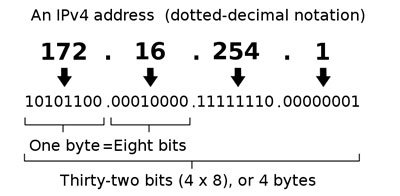 An IPv4 address (dotted-decimal notation)
172 . 16 . 254 . 1
10101100 .00010000 .11111110 .00000001
One byte=Eight bits
Thirty-two bits (4 x 8), or 4 bytes